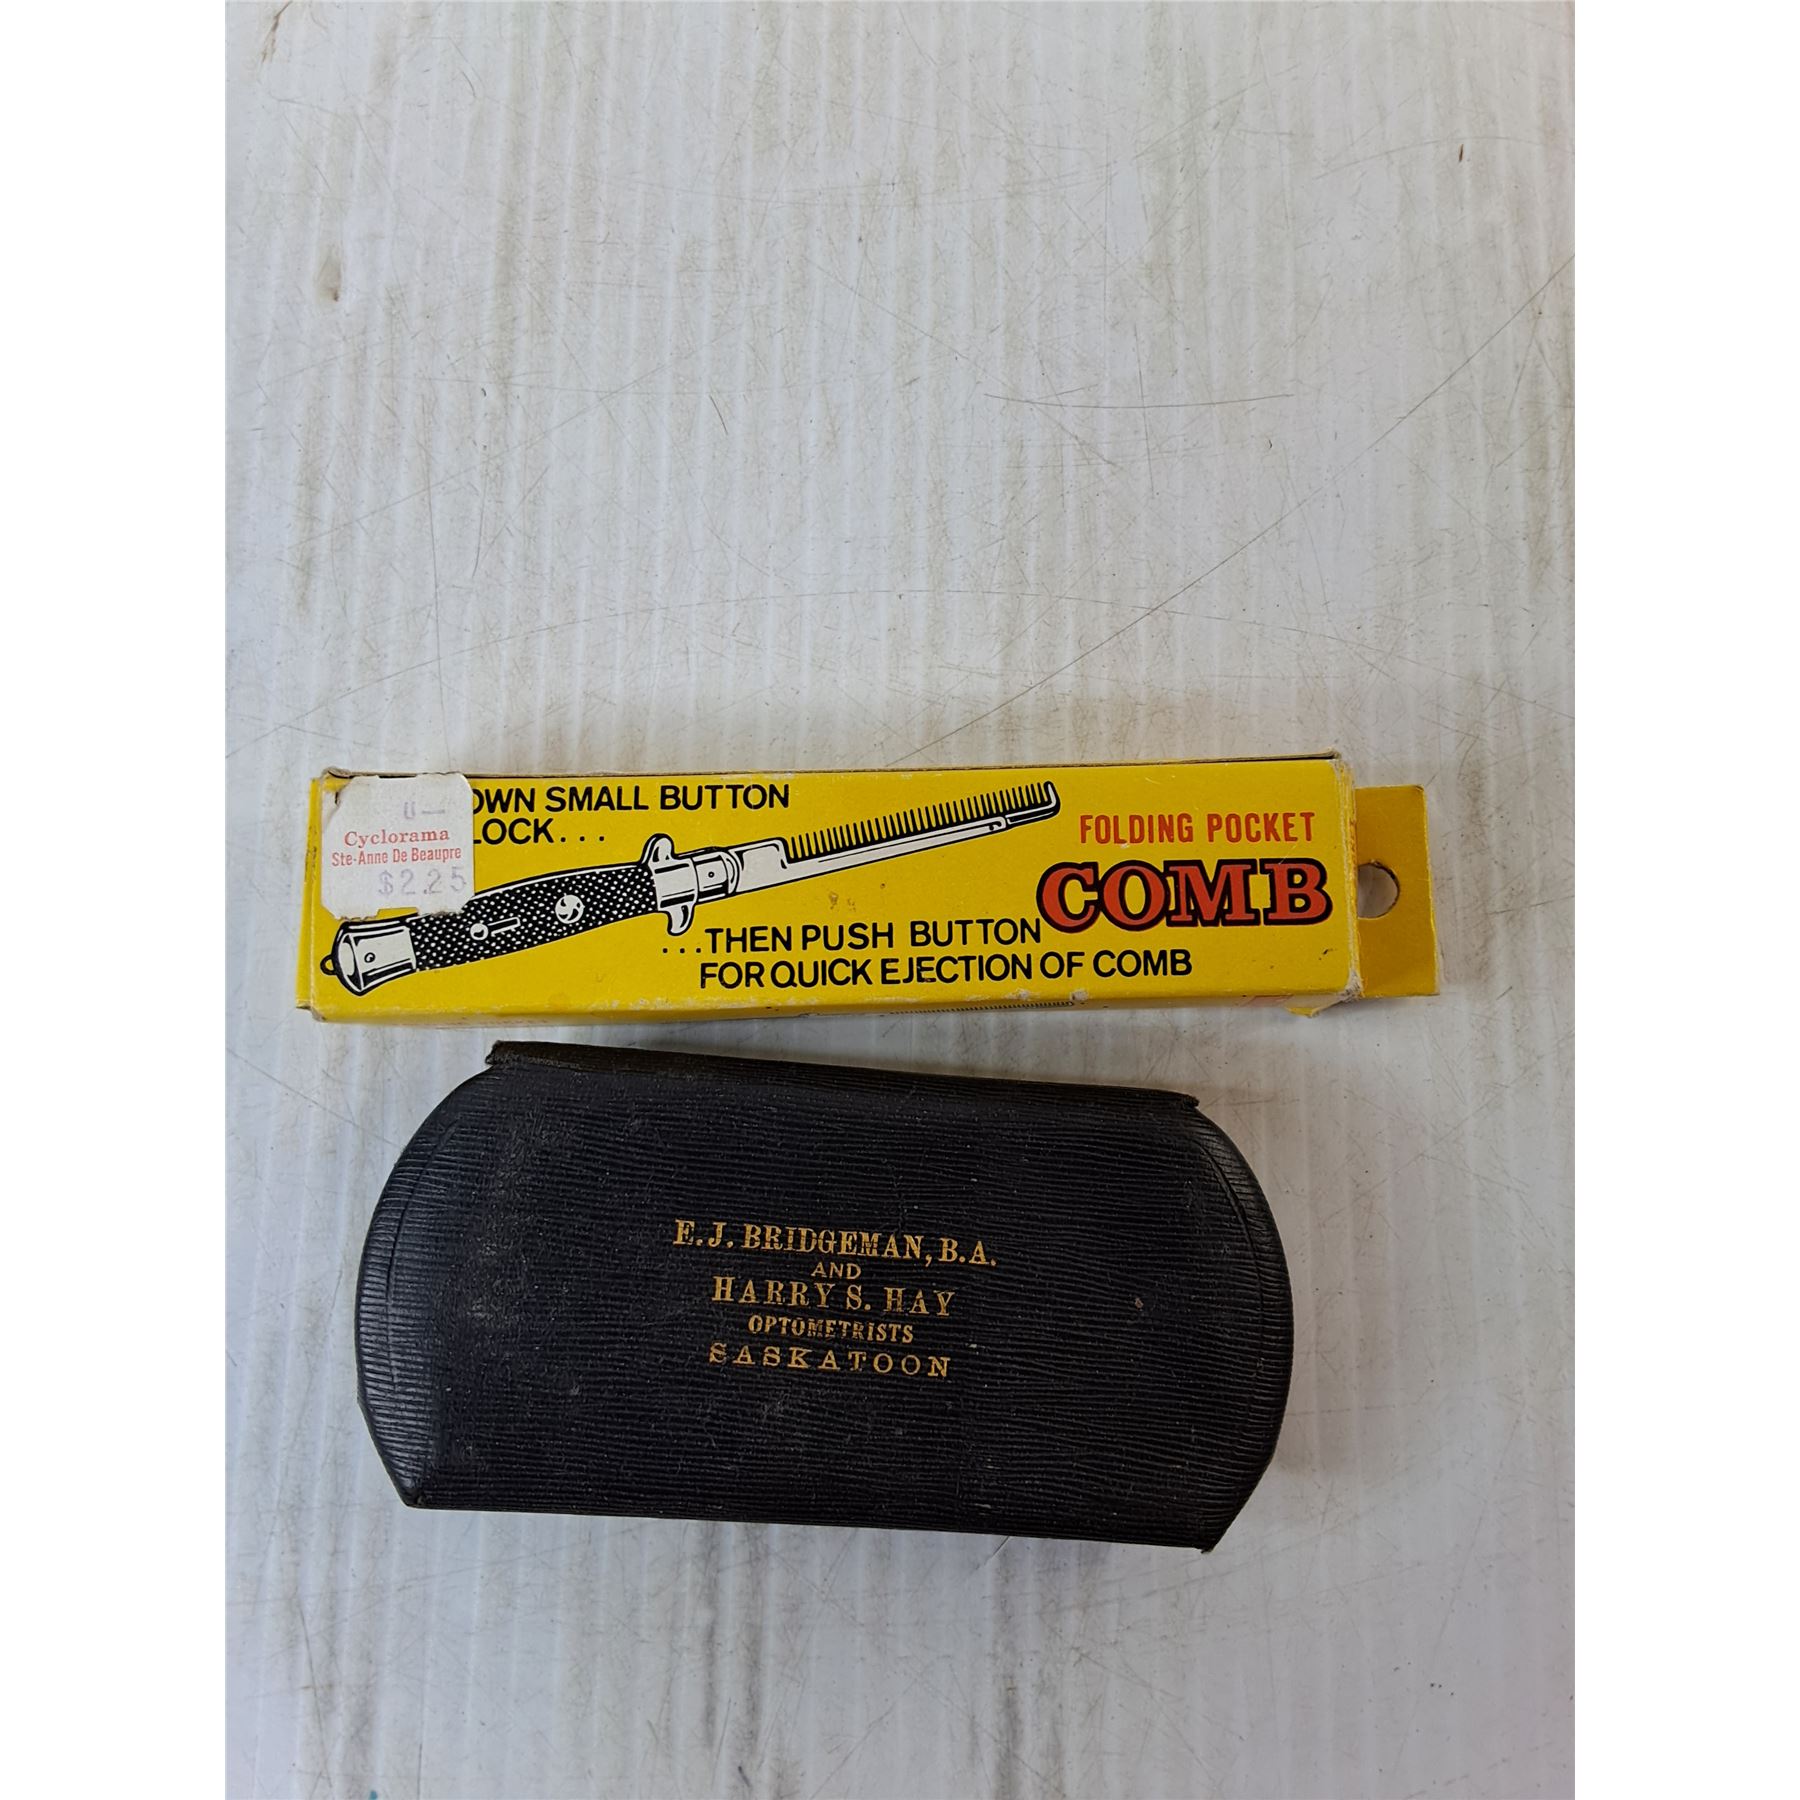 OWN SMALL BUTTON
LOCK...
Cyclorama
Ste-Anne De Beaupre
$2.25
FOLDING POCKET
COMB
...THEN PUSH BUTTON
FOR QUICK EJECTION OF COMB
E. J. BRIDGEMAN, B.A.
AND
HARRY S. HAY
OPTOMETRISTS
SASKATOON